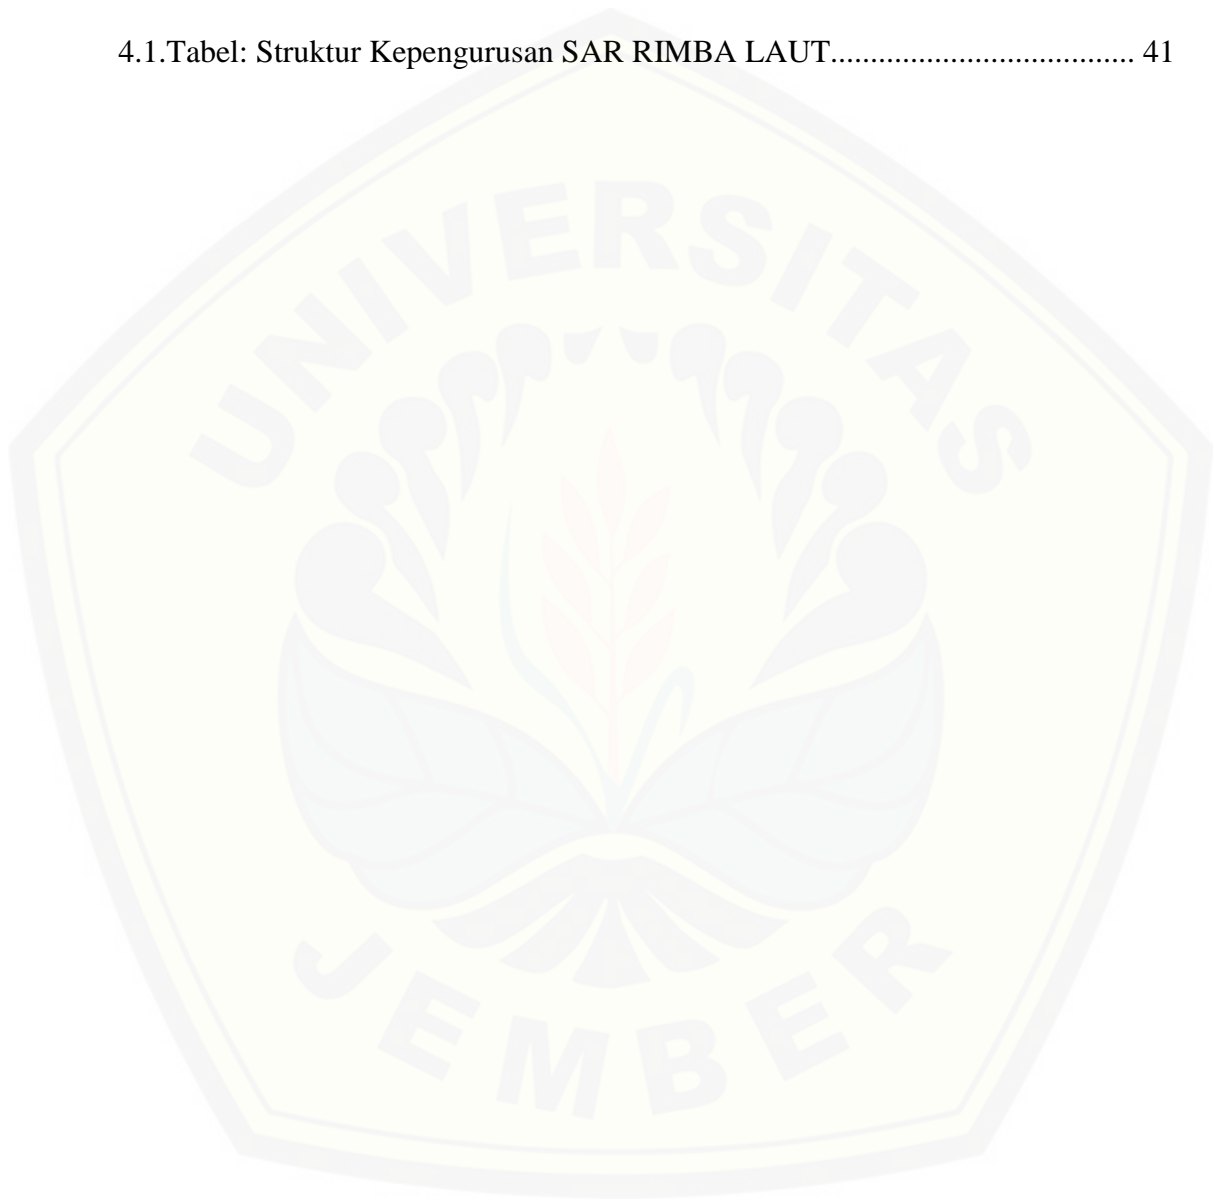 4.1.Tabel: Struktur Kepengurusan SAR RIMBA LAUT....................................... 41
UNIVERSITAS
JEMBER